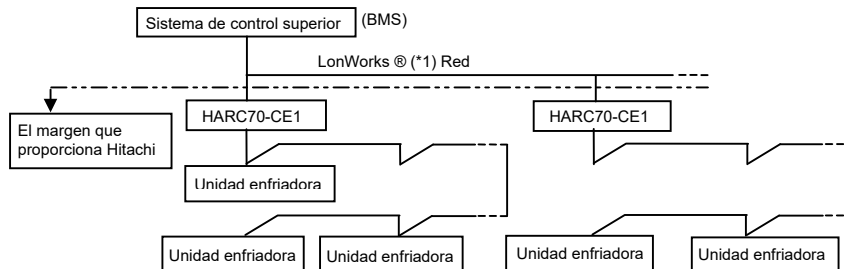 Sistema de control superior (BMS)
LonWorks ® (*1) Red
HARC70-CE1 HARC70-CE1
El margen que
proporciona Hitachi
Unidad enfriadora
Unidad enfriadora Unidad enfriadora Unidad enfriadora Unidad enfriadora